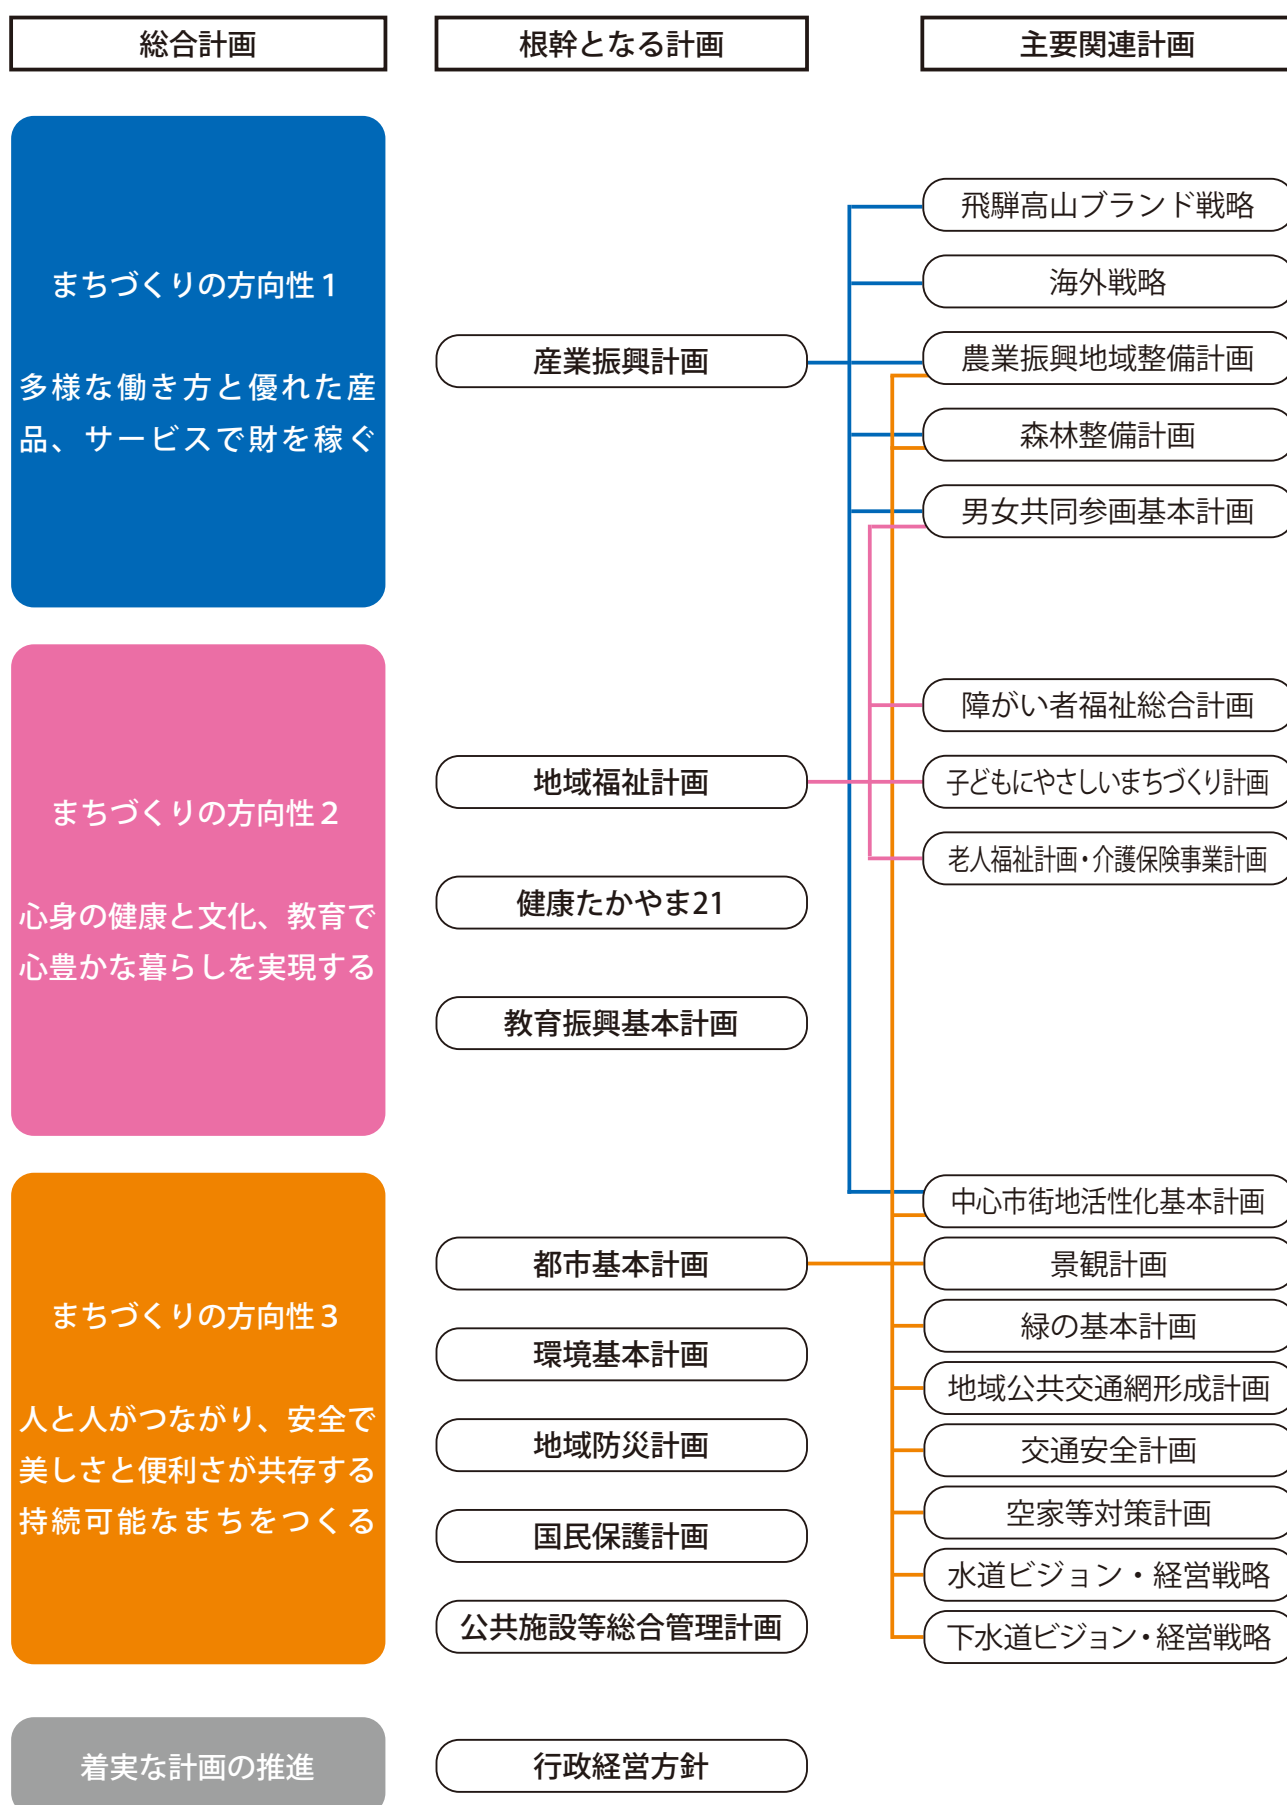 総合計画
根幹となる計画
主要関連計画
まちづくりの方向性1
多様な働き方と優れた産
品、サービスで財を稼ぐ
産業振興計画
飛騨高山ブランド戦略
海外戦略
農業振興地域整備計画
森林整備計画
男女共同参画基本計画
まちづくりの方向性2
心身の健康と文化、教育で
心豊かな暮らしを実現する
地域福祉計画
健康たかやま21
教育振興基本計画
障がい者福祉総合計画
子どもにやさしいまちづくり計画
老人福祉計画・介護保険事業計画
まちづくりの方向性3
人と人がつながり、安全で
美しさと便利さが共存する
持続可能なまちをつくる
都市基本計画
環境基本計画
地域防災計画
国民保護計画
公共施設等総合管理計画
中心市街地活性化基本計画
景観計画
緑の基本計画
地域公共交通網形成計画
交通安全計画
空家等対策計画
水道ビジョン・経営戦略
下水道ビジョン・経営戦略
着実な計画の推進
行政経営方針